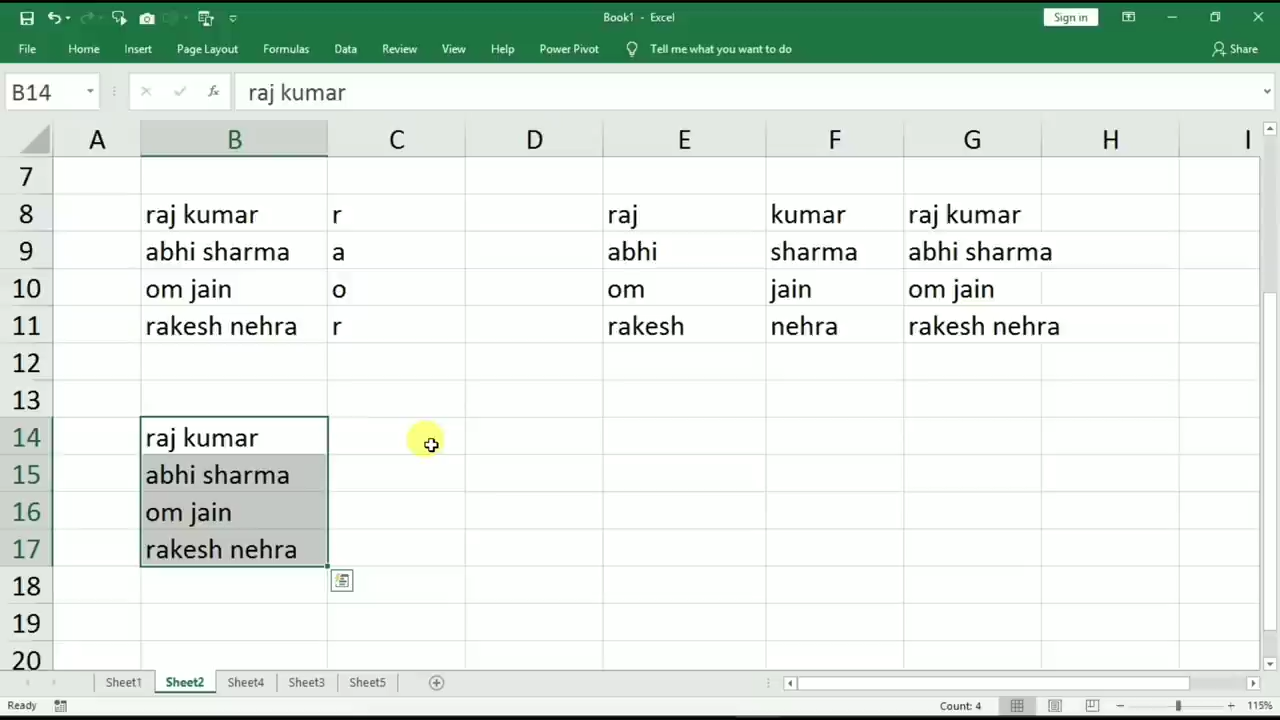 Book1 - Excel
Sign in
File Home Insert Page Layout Formulas Data Review View Help Power Pivot Tell me what you want to do Share
B14 fx raj kumar
A B C D E F G H I
7
8 raj kumar r raj kumar raj kumar
9 abhi sharma a abhi sharma abhi sharma
10 om jain o om jain om jain
11 rakesh nehra r rakesh nehra rakesh nehra
12
13
14 raj kumar
15 abhi sharma
16 om jain
17 rakesh nehra
18
19
20
Sheet1 Sheet2 Sheet4 Sheet3 Sheet5
Ready Count: 4 115%